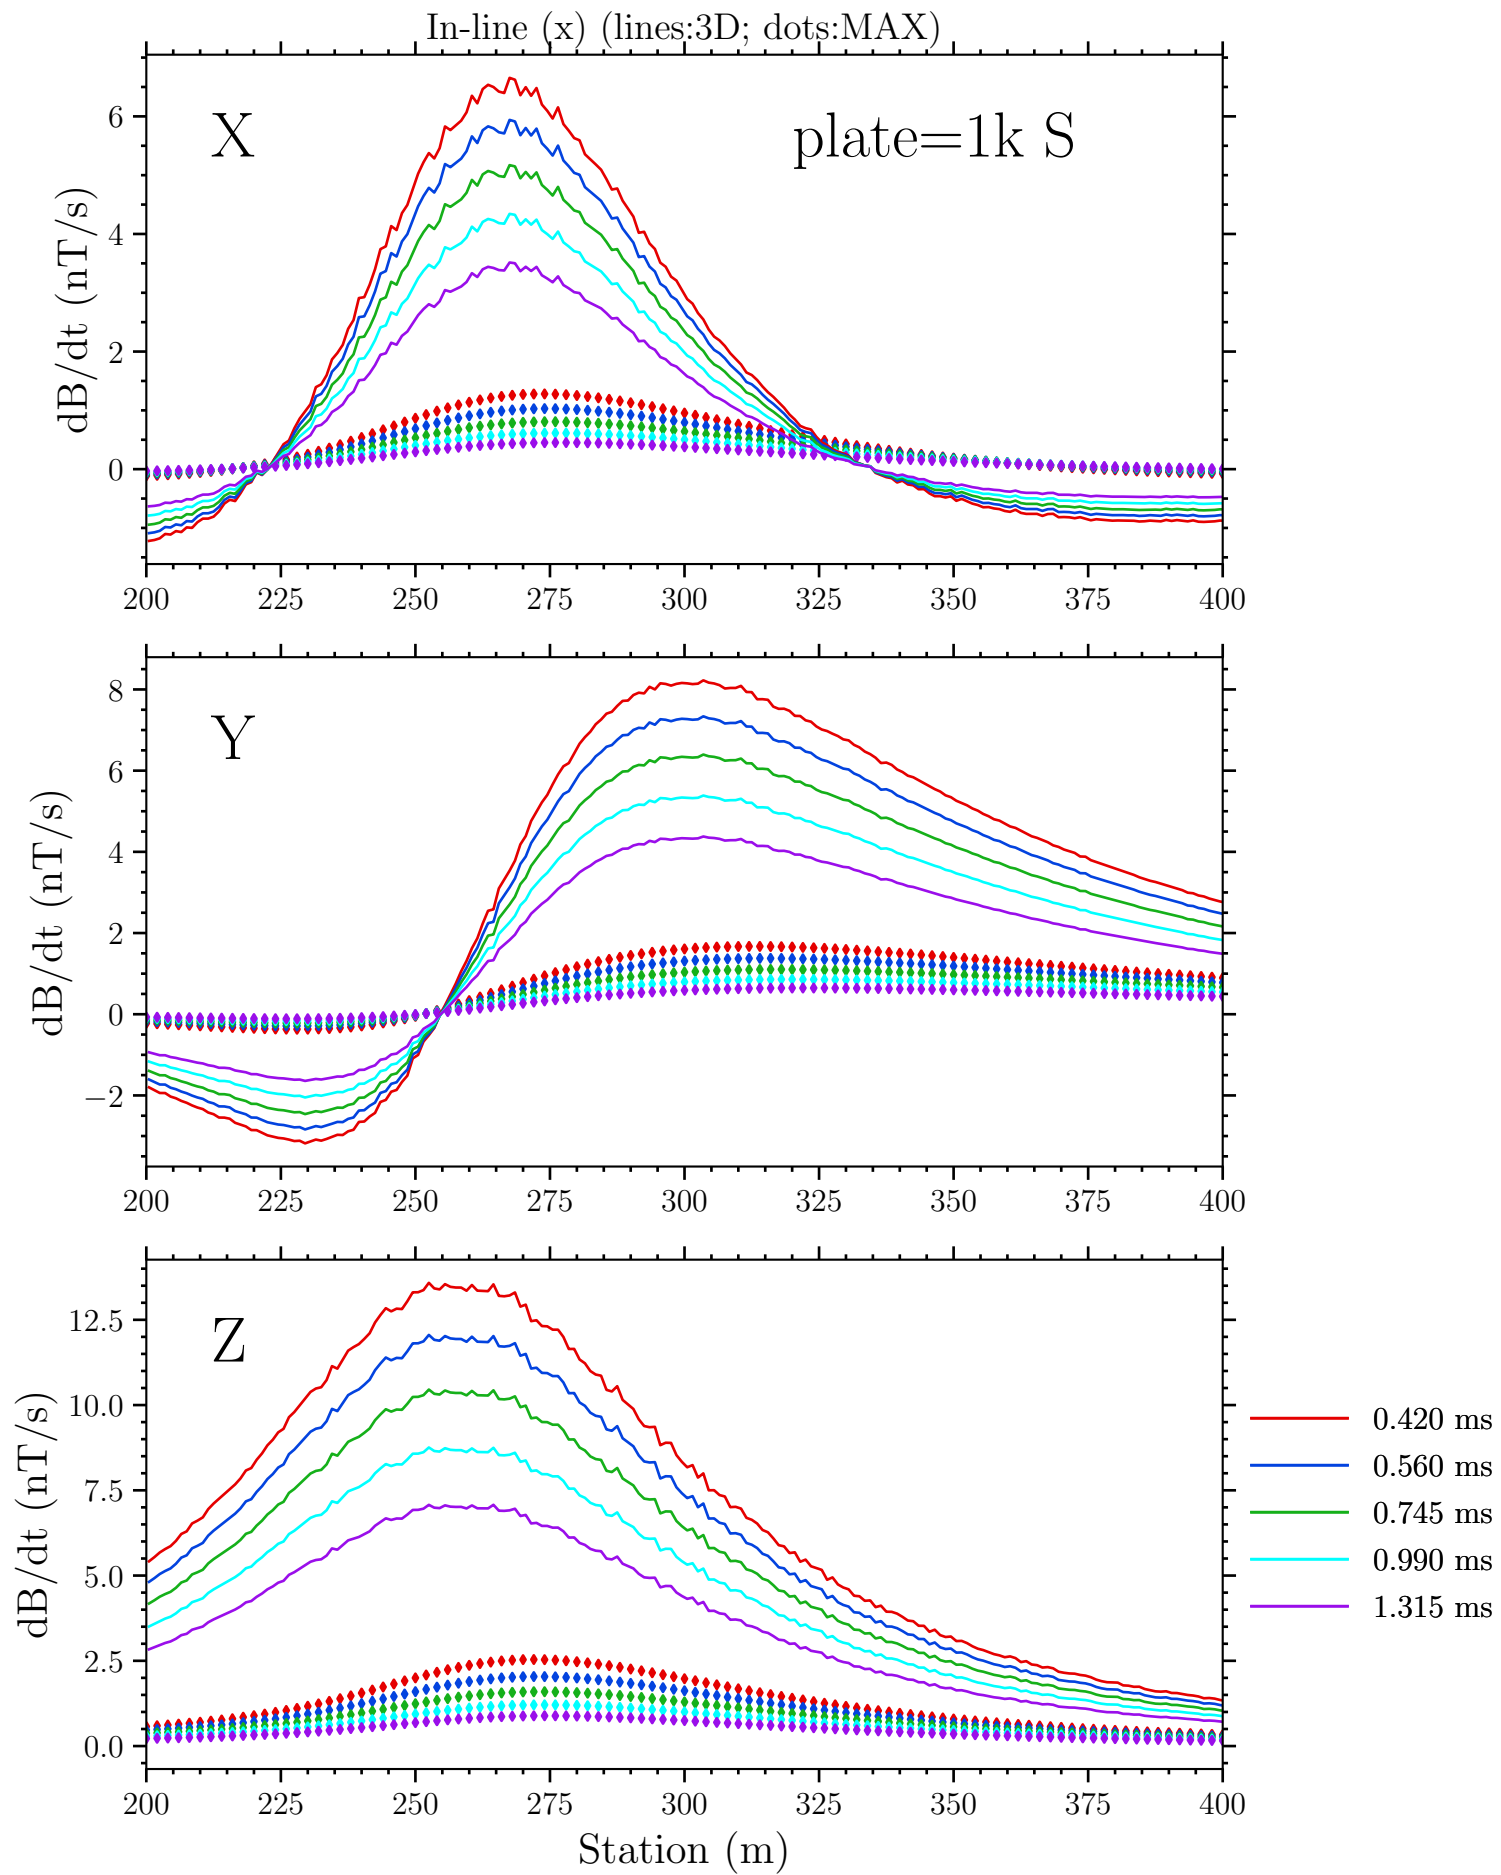 In-line (x) (lines:3D; dots:MAX)
X
plate=1k S
dB/dt (nT/s)
6
4
2
0
200 225 250 275 300 325 350 375 400
Y
dB/dt (nT/s)
8
6
4
2
0
−2
200 225 250 275 300 325 350 375 400
Z
dB/dt (nT/s)
12.5
10.0
7.5
5.0
2.5
0.0
200 225 250 275 300 325 350 375 400
Station (m)
0.420 ms
0.560 ms
0.745 ms
0.990 ms
1.315 ms